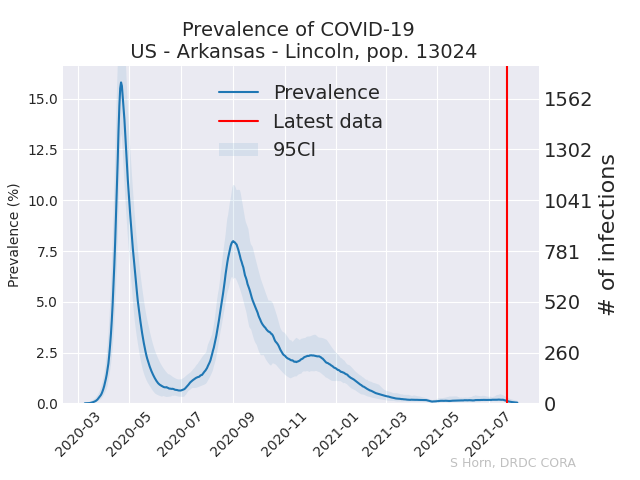 Prevalence of COVID-19
US - Arkansas - Lincoln, pop. 13024
Prevalence
Latest data
95CI
Prevalence (%)
15.0
12.5
10.0
7.5
5.0
2.5
0.0
1562
1302
1041
781
520
260
0
# of infections
2020-03
2020-05
2020-07
2020-09
2020-11
2021-01
2021-03
2021-05
2021-07
S Horn, DRDC CORA